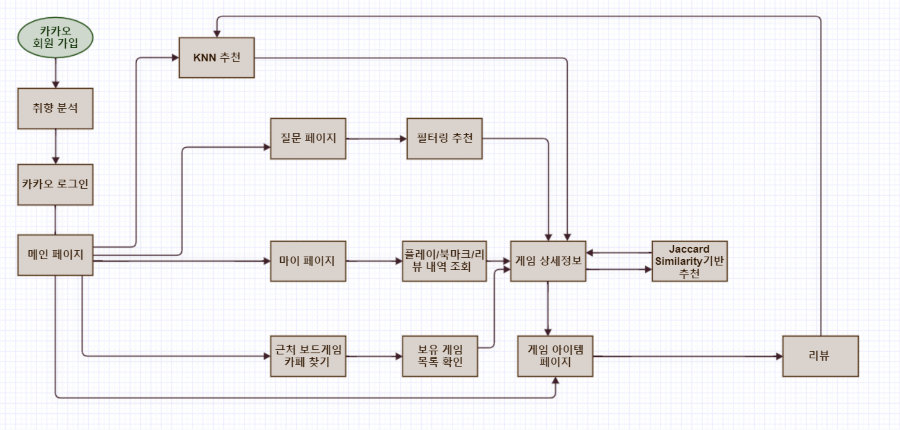 카카오
회원 가입
KNN 추천
취향 분석
질문 페이지
필터링 추천
카카오 로그인
메인 페이지
마이 페이지
플레이/북마크/리
뷰 내역 조회
게임 상세정보
Jaccard
Similarity기반
추천
근처 보드게임
카페 찾기
보유 게임
목록 확인
게임 아이템
페이지
리뷰